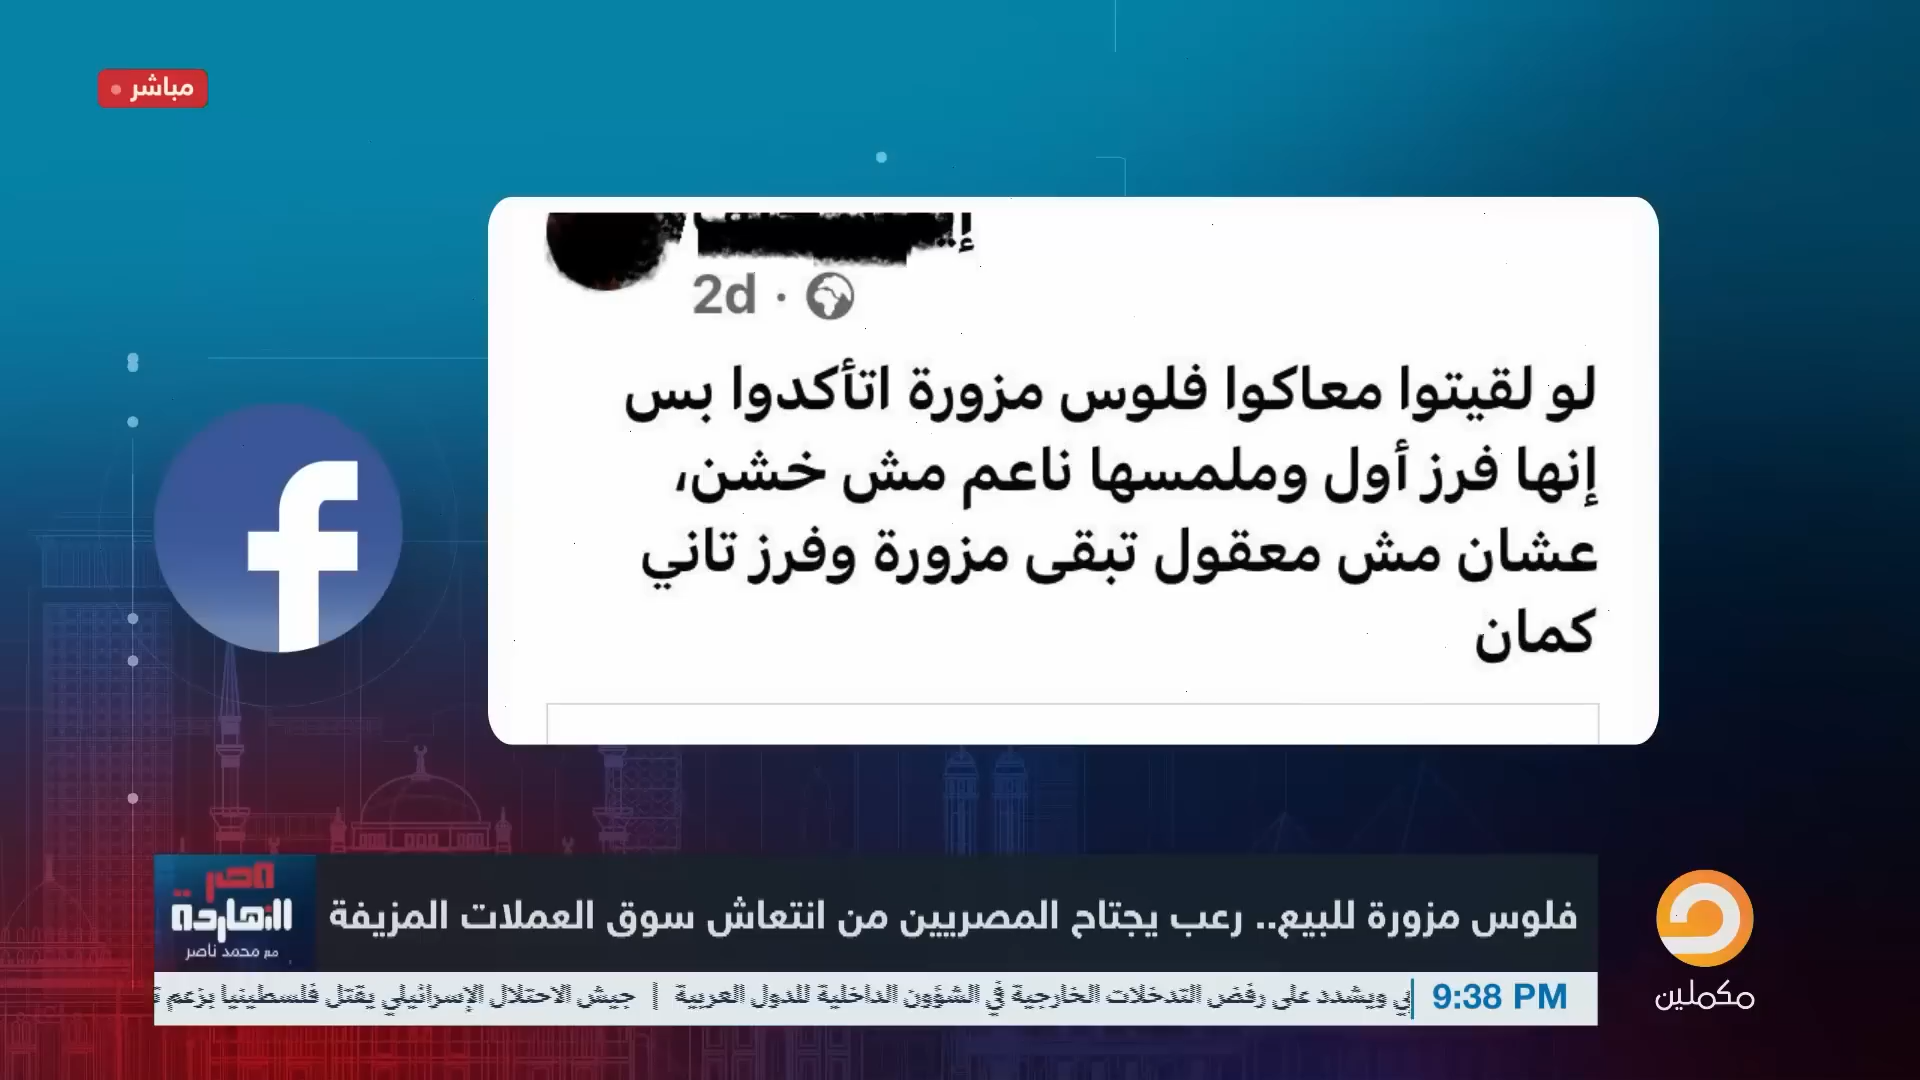 مباشر
2d
لو لقيتوا معاكوا فلوس مزورة اتأكدوا بس
إنها فرز أول وملمسها ناعم مش خشن،
عشان مش معقول تبقى مزورة وفرز تاني
كمان
مصر
النهاردة
مع محمد ناصر
فلوس مزورة للبيع.. رعب يجتاح المصريين من انتعاش سوق العملات المزيفة
مكملين
9:38 PM
ويشدد على رفض التدخلات الخارجية في الشؤون الداخلية للدول العربية | جيش الاحتلال الإسرائيلي يقتل فلسطينيا بزعم